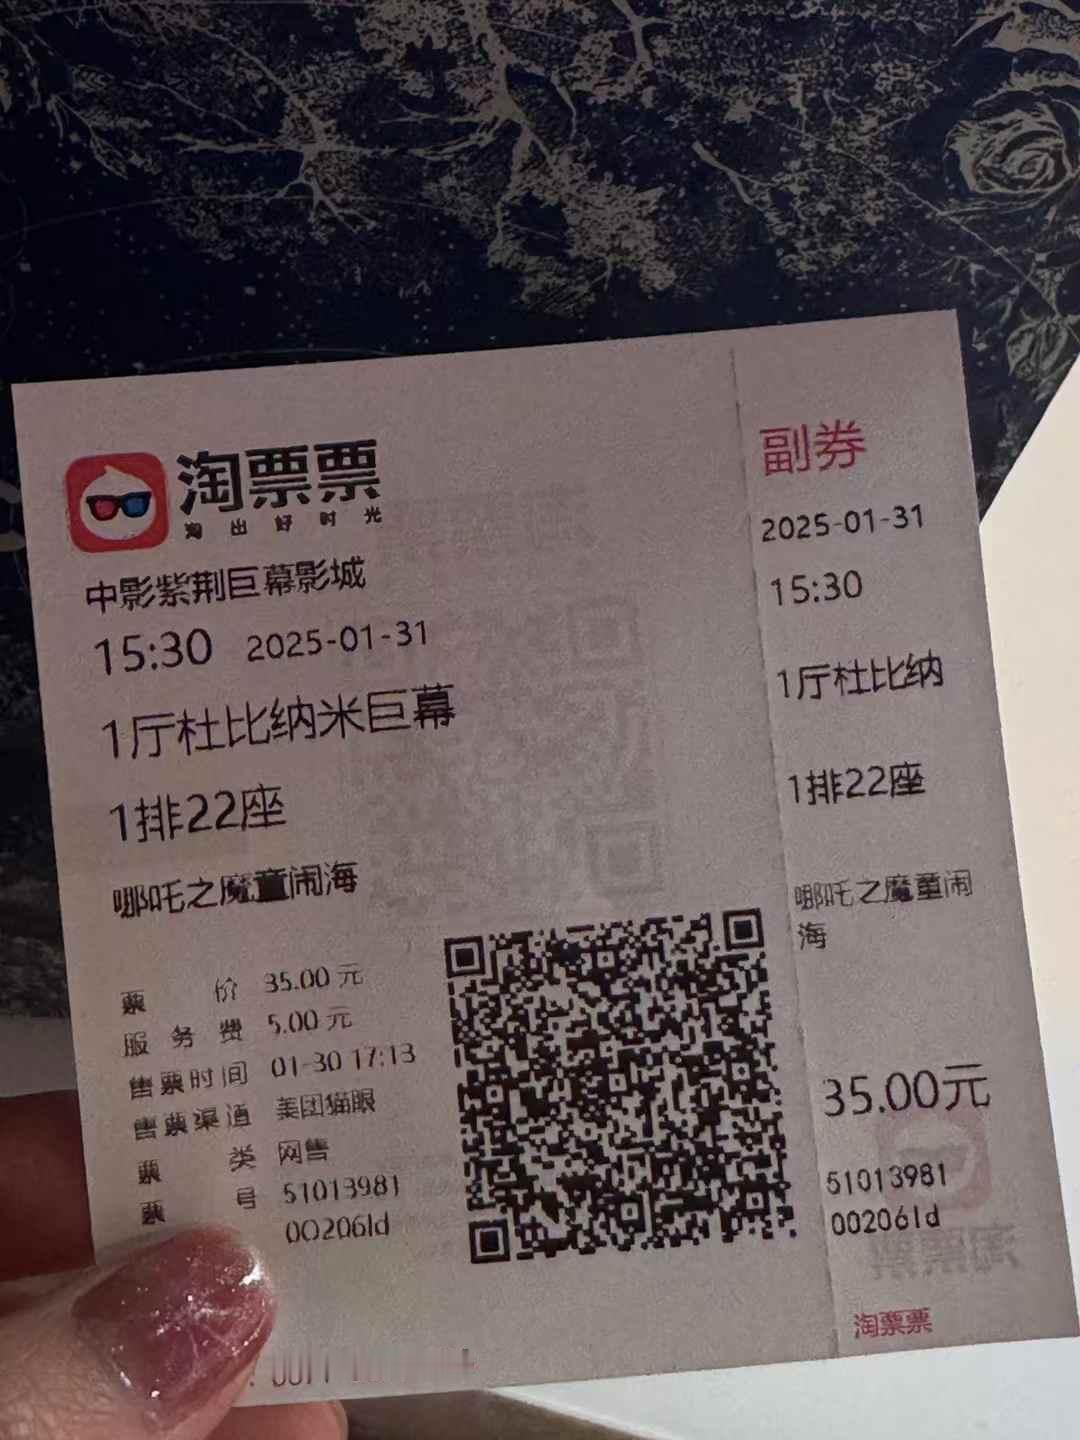 淘票票
淘出好时光
中影紫荆巨幕影城
15:30 2025-01-31
1厅杜比纳米巨幕
1排22座
哪吒之魔童闹海
票价 35.00元
服务费 5.00元
售票时间 01-30 17:13
售票渠道 美团猫眼
票类 网售
票号 51013981
002061d
副券
2025-01-31
15:30
1厅杜比纳
1排22座
哪吒之魔童闹
海
35.00元
51013981
002061d
淘票票